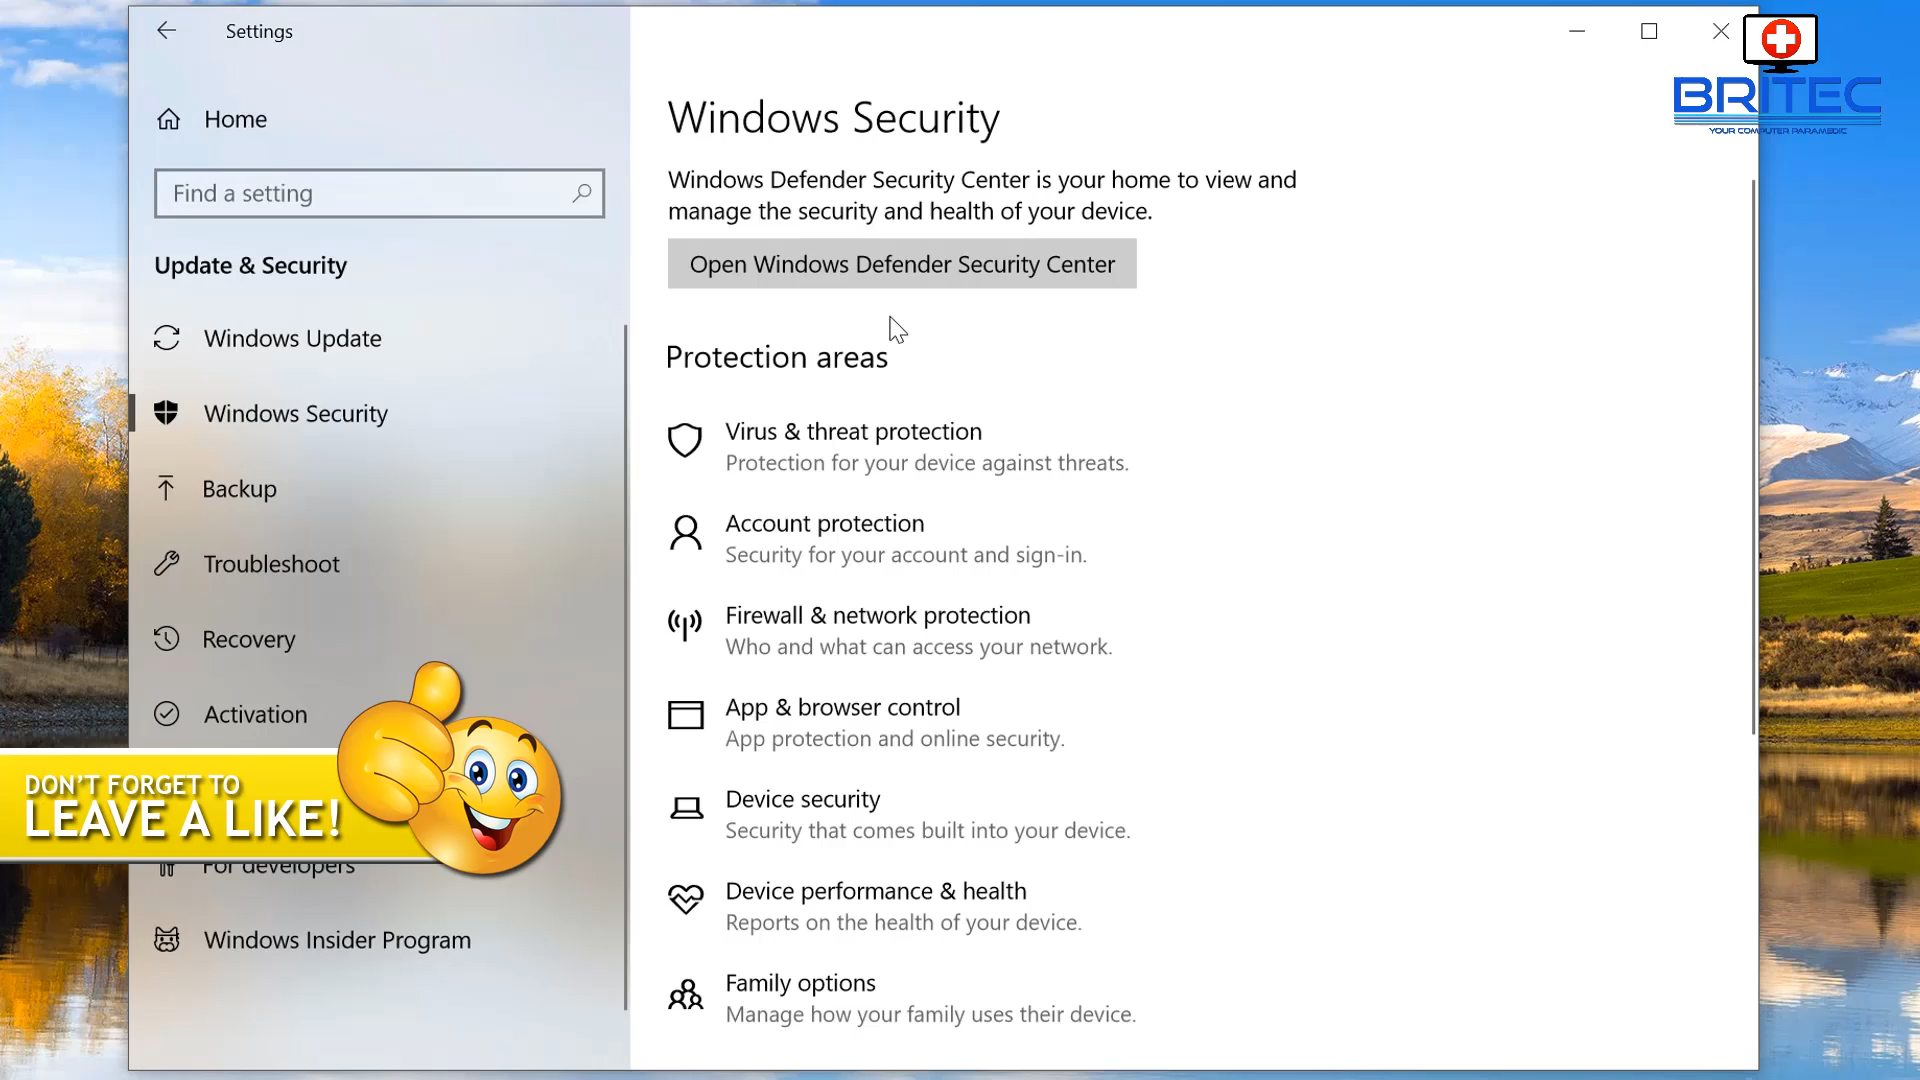 Settings
BRITEC
YOUR COMPUTER PARAMEDIC
Home
Find a setting
Update & Security
Windows Update
Windows Security
Backup
Troubleshoot
Recovery
Activation
DON'T FORGET TO
LEAVE A LIKE!
For developers
Windows Insider Program
Windows Security
Windows Defender Security Center is your home to view and
manage the security and health of your device.
Open Windows Defender Security Center
Protection areas
Virus & threat protection
Protection for your device against threats.
Account protection
Security for your account and sign-in.
Firewall & network protection
Who and what can access your network.
App & browser control
App protection and online security.
Device security
Security that comes built into your device.
Device performance & health
Reports on the health of your device.
Family options
Manage how your family uses their device.